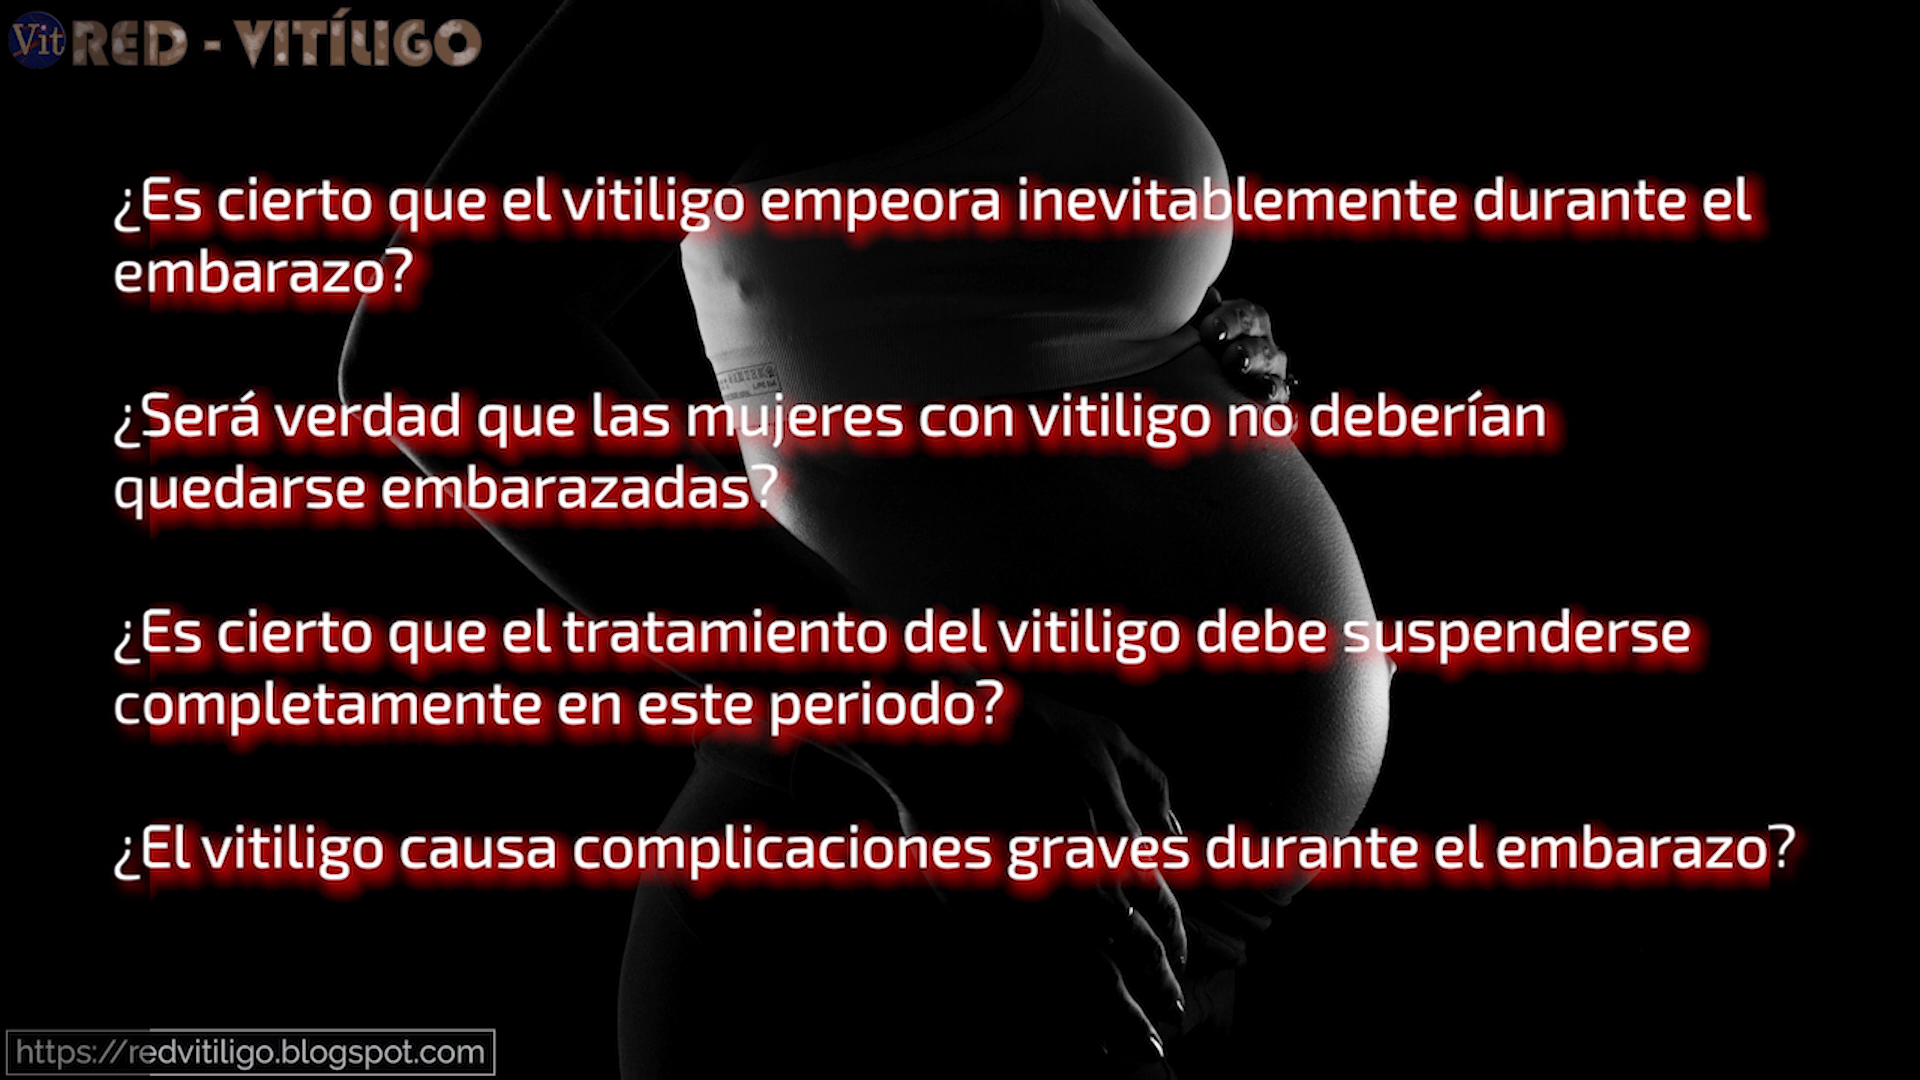 Vit RED - VITÍLIGO
¿Es cierto que el vitiligo empeora inevitablemente durante el
embarazo?
¿Será verdad que las mujeres con vitiligo no deberían
quedarse embarazadas?
¿Es cierto que el tratamiento del vitiligo debe suspenderse
completamente en este periodo?
¿El vitiligo causa complicaciones graves durante el embarazo?
https://redvitiligo.blogspot.com